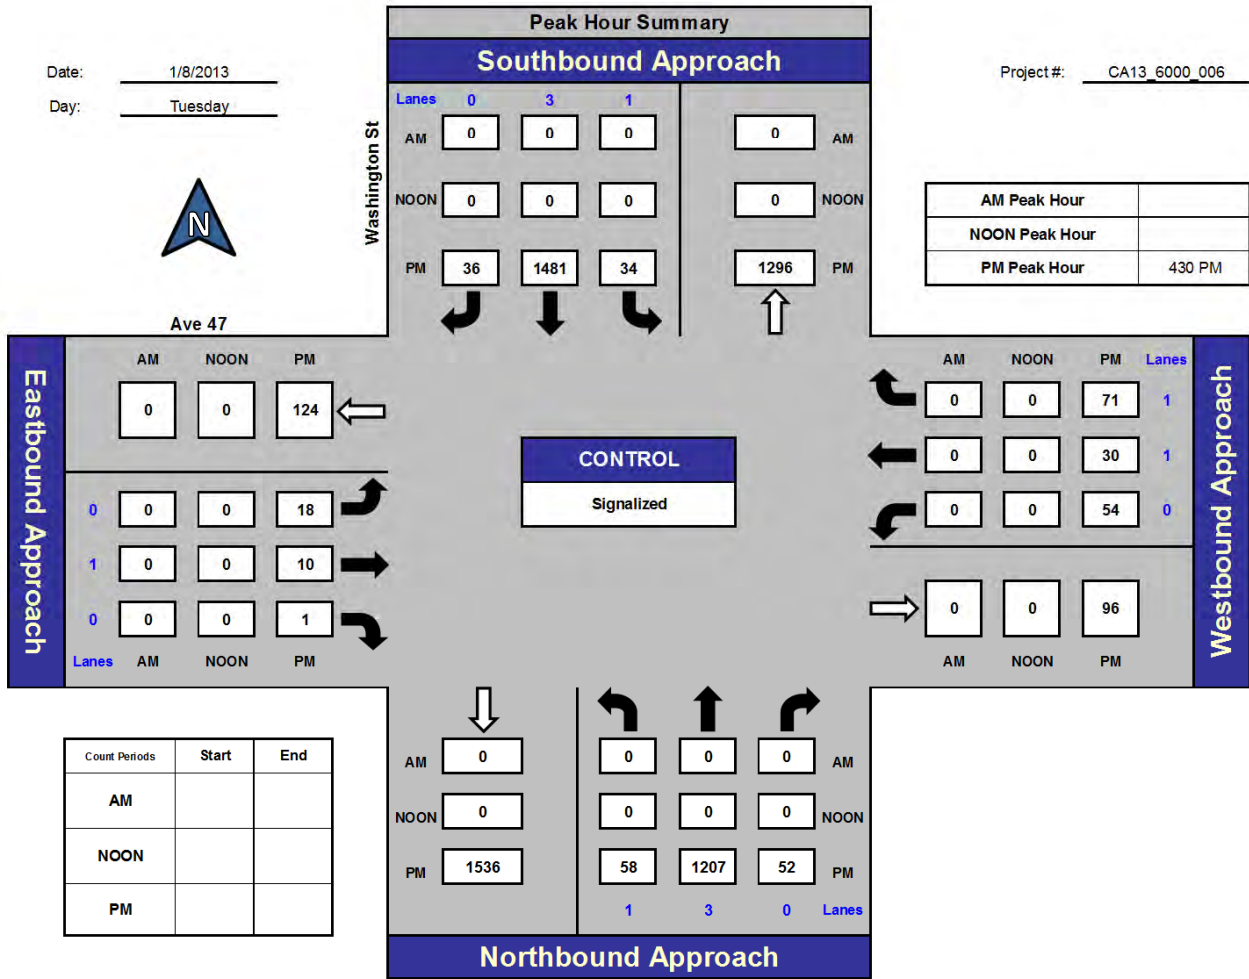 Peak Hour Summary
Southbound Approach
Date: 1/8/2013
Project #: CA13_6000_006
Day: Tuesday
Washington St
Lanes 0 3 1
AM 0 0 0 0 AM
NOON 0 0 0 0 NOON
PM 36 1481 34 1296 PM
N
AM Peak Hour
NOON Peak Hour
PM Peak Hour 430 PM
Ave 47
Eastbound Approach
AM NOON PM
0 0 124
0 0 0 18
1 0 0 10
0 0 0 1
Lanes AM NOON PM
CONTROL
Signalized
AM NOON PM Lanes
0 0 71 1
0 0 30 1
0 0 54 0
0 0 96
AM NOON PM
Westbound Approach
Count Periods Start End
AM
NOON
PM
AM 0 0 0 0 AM
NOON 0 0 0 0 NOON
PM 1536 58 1207 52 PM
1 3 0 Lanes
Northbound Approach